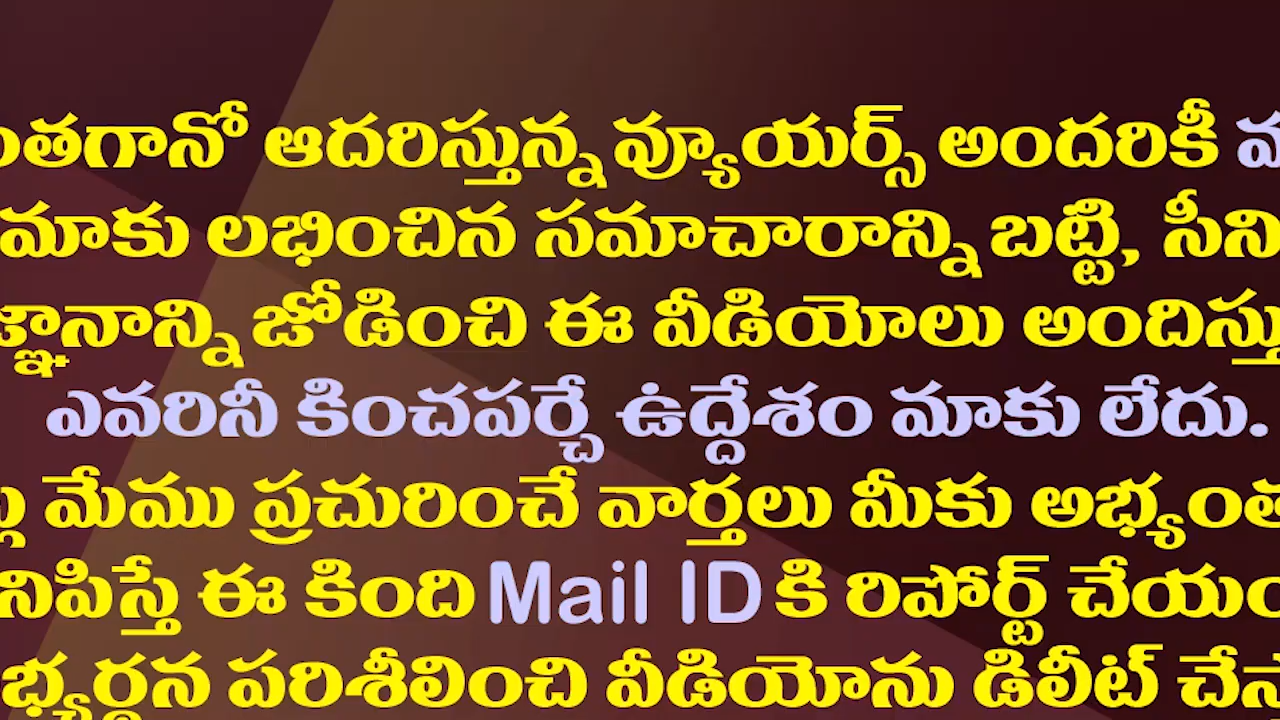 ంతగానో ఆదరిస్తున్న వ్యూయర్స్ అందరికీ
మాకు లభించిన సమాచారాన్ని బట్టి, సీని
జ్ఞానాన్ని జోడించి ఈ వీడియోలు అందిస్తు
ఎవరినీ కించపర్చే ఉద్దేశం మాకు లేదు.
మేము ప్రచురించే వార్తలు మీకు అభ్యంత
నిపిస్తే ఈ కింది Mail ID కి రిపోర్ట్ చేయం
భ్యర్థన పరిశీలించి వీడియోను డిలీట్ చేస